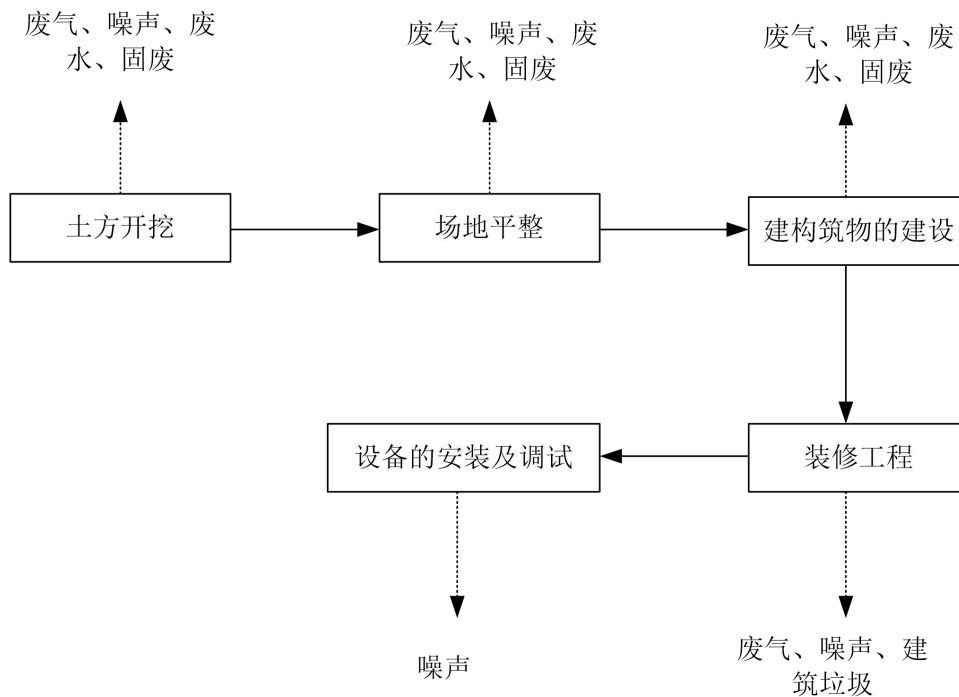 废气、噪声、废
水、固废
废气、噪声、废
水、固废
废气、噪声、废
水、固废
土方开挖
场地平整
建构筑物的建设
设备的安装及调试
装修工程
噪声
废气、噪声、建
筑垃圾